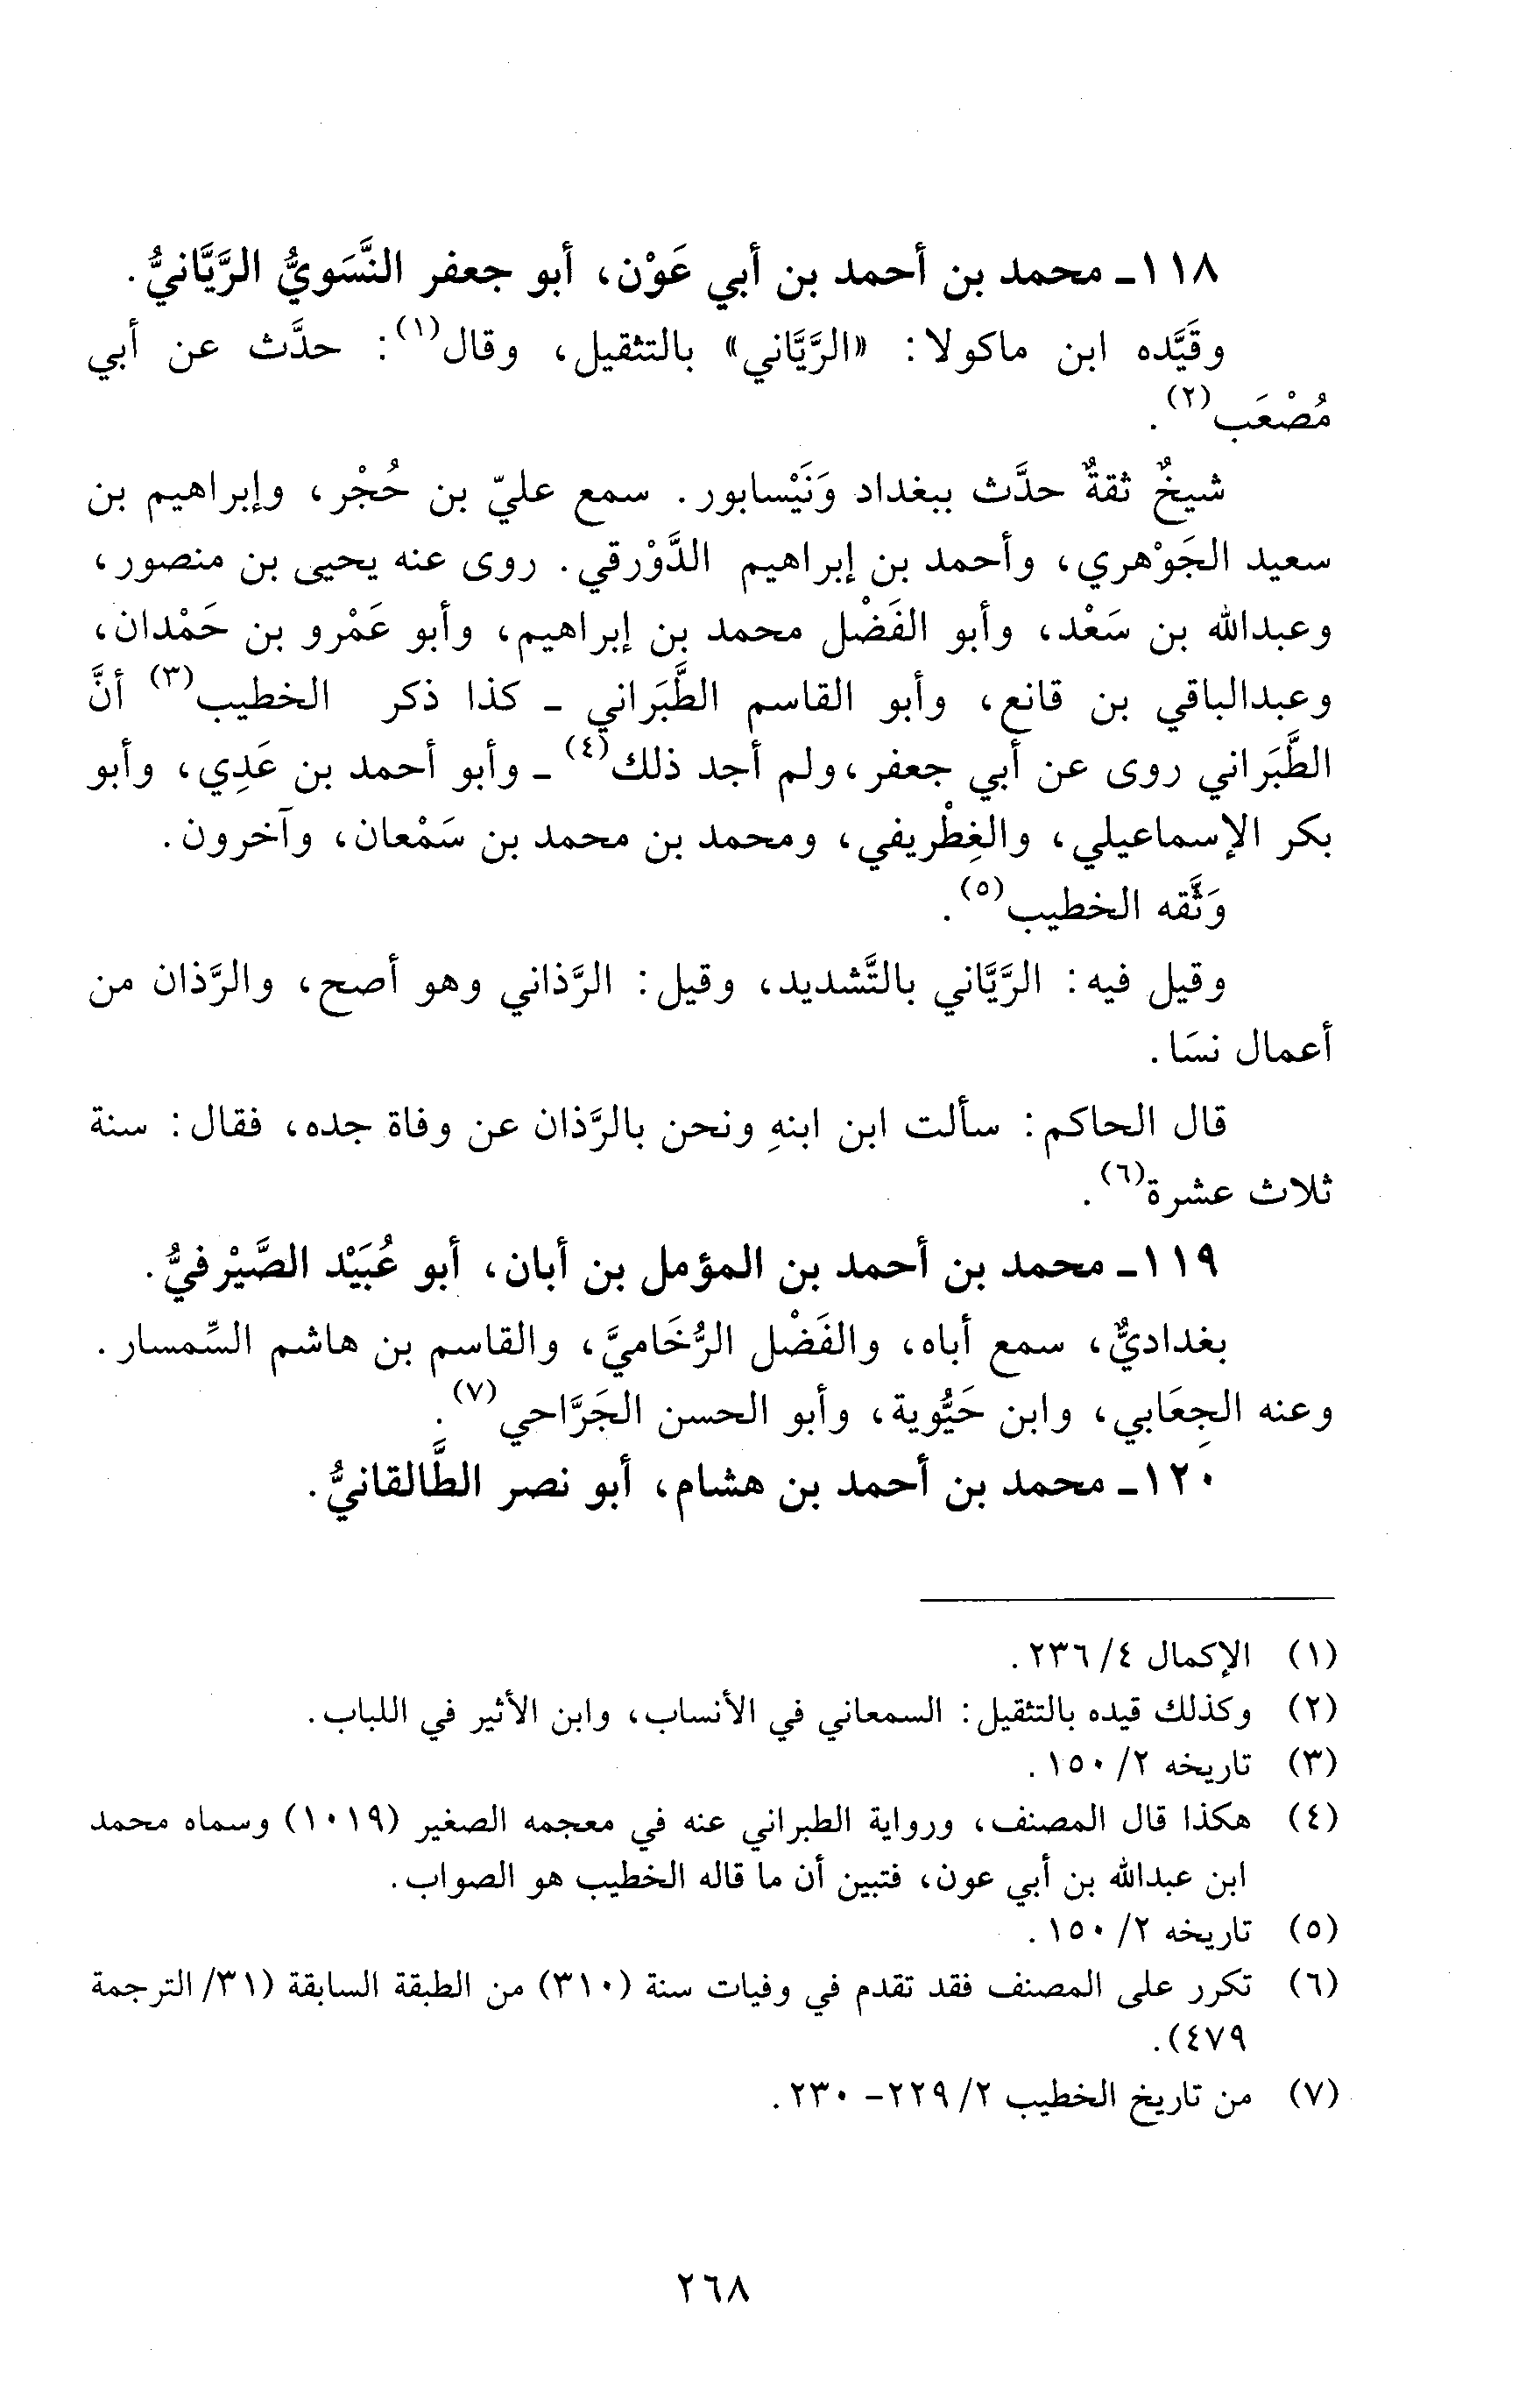 ١١٨ـ محمد بن أحمد بن أبي عَوْن، أبو جعفر النَّسَويُّ الرَّيَّانيُّ.
وقَيَّده ابن ماكولا: «الرَّيَّاني» بالتثقيل، وقال(١): حدَّث عن أبي
مُصْعَب(٢).
شيخٌ ثقةٌ حدَّث ببغداد وَنَيْسابور. سمع عليّ بن حُجْر، وإبراهيم بن
سعيد الجَوْهري، وأحمد بن إبراهيم الدَّوْرقي. روى عنه يحيى بن منصور،
وعبدالله بن سَعْد، وأبو الفَضْل محمد بن إبراهيم، وأبو عَمْرو بن حَمْدان،
وعبدالباقي بن قانع، وأبو القاسم الطَّبَراني ـ كذا ذكر الخطيب(٣) أنَّ
الطَّبَراني روى عن أبي جعفر، ولم أجد ذلك(٤) ـ وأبو أحمد بن عَدِي، وأبو
بكر الإسماعيلي، والغِطْريفي، ومحمد بن محمد بن سَمْعان، وآخرون.
وَثَّقه الخطيب(٥).
وقيل فيه: الرَّيَّاني بالتَّشديد، وقيل: الرَّذاني وهو أصح، والرَّذان من
أعمال نسَا.
قال الحاكم: سألت ابن ابنهِ ونحن بالرَّذان عن وفاة جده، فقال: سنة
ثلاث عشرة(٦).
١١٩ـ محمد بن أحمد بن المؤمل بن أبان، أبو عُبَيْد الصَّيْرفيُّ.
بغداديٌّ، سمع أباه، والفَضْل الرُّخَاميَّ، والقاسم بن هاشم السِّمسار.
وعنه الجِعَابي، وابن حَيُّوية، وأبو الحسن الجَرَّاحي(٧).
١٢٠ـ محمد بن أحمد بن هشام، أبو نصر الطَّالقانيُّ.
(١) الإكمال ٤/ ٢٣٦.
(٢) وكذلك قيده بالتثقيل: السمعاني في الأنساب، وابن الأثير في اللباب.
(٣) تاريخه ٢/ ١٥٠.
(٤) هكذا قال المصنف، ورواية الطبراني عنه في معجمه الصغير (١٠١٩) وسماه محمد
ابن عبدالله بن أبي عون، فتبين أن ما قاله الخطيب هو الصواب.
(٥) تاريخه ٢/ ١٥٠.
(٦) تكرر على المصنف فقد تقدم في وفيات سنة (٣١٠) من الطبقة السابقة (٣١/ الترجمة
٤٧٩).
(٧) من تاريخ الخطيب ٢/ ٢٢٩ـ ٢٣٠.
٢٦٨